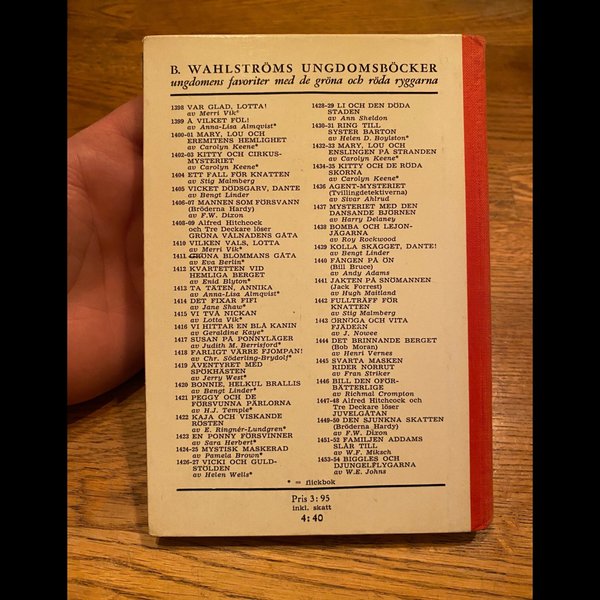 B. WAHLSTRÖMS UNGDOMSBÖCKER
ungdomens favoriter med de gröna och röda ryggarna
1398 VAR GLAD, LOTTA!
av Merri Vik*
1399 Å VILKET FÖL!
av Anna-Lisa Almqvist*
1400-01 MARY, LOU OCH
EREMITENS HEMLIGHET
av Carolyn Keene*
1402-03 KITTY OCH CIRKUS-
MYSTERIET
av Carolyn Keene*
1404 ETT FALL FÖR KNATTEN
av Stig Malmberg
1405 VICKET DÖDSGARV, DANTE
av Bengt Linder
1406-07 MANNEN SOM FÖRSVANN
(Bröderna Hardy)
av F.W. Dixon
1408-09 Alfred Hitchcock
och Tre Deckare löser
GRÖNA VÅLNADENS GÅTA
1410 VILKEN VALS, LOTTA
av Merri Vik*
1411 GRÖNA BLOMMANS GÅTA
av Eva Berlin*
1412 KVARTETTEN VID
HEMLIGA BERGET
av Enid Blyton*
1413 TA TÄTEN, ANNIKA
av Anna-Lisa Almqvist*
1414 DET FIXAR FIFI
av Jane Shaw*
1415 VI TVÅ NICKAN
av Lotta Vik*
1416 VI HITTAR EN BLÅ KANIN
av Geraldine Kaye*
1417 SUSAN PÅ PONNYLÄGER
av Judith M. Berrisford*
1418 FARLIGT VÄRRE FJOMPAN!
av Chr. Söderling-Brydolf*
1419 ÄVENTYRET MED
SPÖKHÄSTEN
av Jerry West*
1420 BONNIE, HELKUL BRALLIS
av Bengt Linder*
1421 PEGGY OCH DE
FÖRSVUNNA PÄRLORNA
av H.J. Temple*
1422 KAJA OCH VISKANDE
RÖSTEN
av E. Ringnér-Lundgren*
1423 EN PONNY FÖRSVINNER
av Sara Herbert*
1424-25 MYSTISK MASKERAD
av Pamela Brown*
1426-27 VICKI OCH GULD-
STOLDEN
av Helen Wells*
1428-29 LI OCH DEN DÖDA
STADEN
av Ann Sheldon
1430-31 RING TILL
SYSTER BARTON
av Helen D. Boylston*
1432-33 MARY, LOU OCH
ENSLINGEN PÅ STRANDEN
av Carolyn Keene*
1434-35 KITTY OCH DE RÖDA
SKORNA
av Carolyn Keene*
1436 AGENT-MYSTERIET
(Tvillingdetektiverna)
av Sivar Ahlrud
1437 MYSTERIET MED DEN
DANSANDE BJÖRNEN
av Harry Delaney
1438 BOMBA OCH LEJON-
JÄGARNA
av Roy Rockwood
1439 KOLLA SKÄGGET, DANTE!
av Bengt Linder
1440 FÅNGEN PÅ ÖN
(Bill Bruce)
av Andy Adams
1441 JAKTEN PÅ SNÖMANNEN
(Jack Forrest)
av Hugh Maitland
1442 FULLTRÄFF FÖR
KNATTEN
av Stig Malmberg
1443 ÖRNÖGA OCH VITA
FJÄDERN
av J. Nowee
1444 DET BRINNANDE BERGET
(Bob Moran)
av Henri Vernes
1445 SVARTA MASKEN
RIDER NORRUT
av Fran Striker
1446 BILL DEN OFÖR-
BÄTTERLIGE
av Richmal Crompton
1447-48 Alfred Hitchcock och
Tre Deckare löser
JUVELGÅTAN
1449-50 DEN SJUNKNA SKATTEN
(Bröderna Hardy)
av F.W. Dixon
1451-52 FAMILJEN ADDAMS
SLÅR TILL
av W.F. Miksch
1453-54 BIGGLES OCH
DJUNGELFLYGARNA
av W.E. Johns
* = flickbok
Pris 3:95
inkl. skatt
4:40